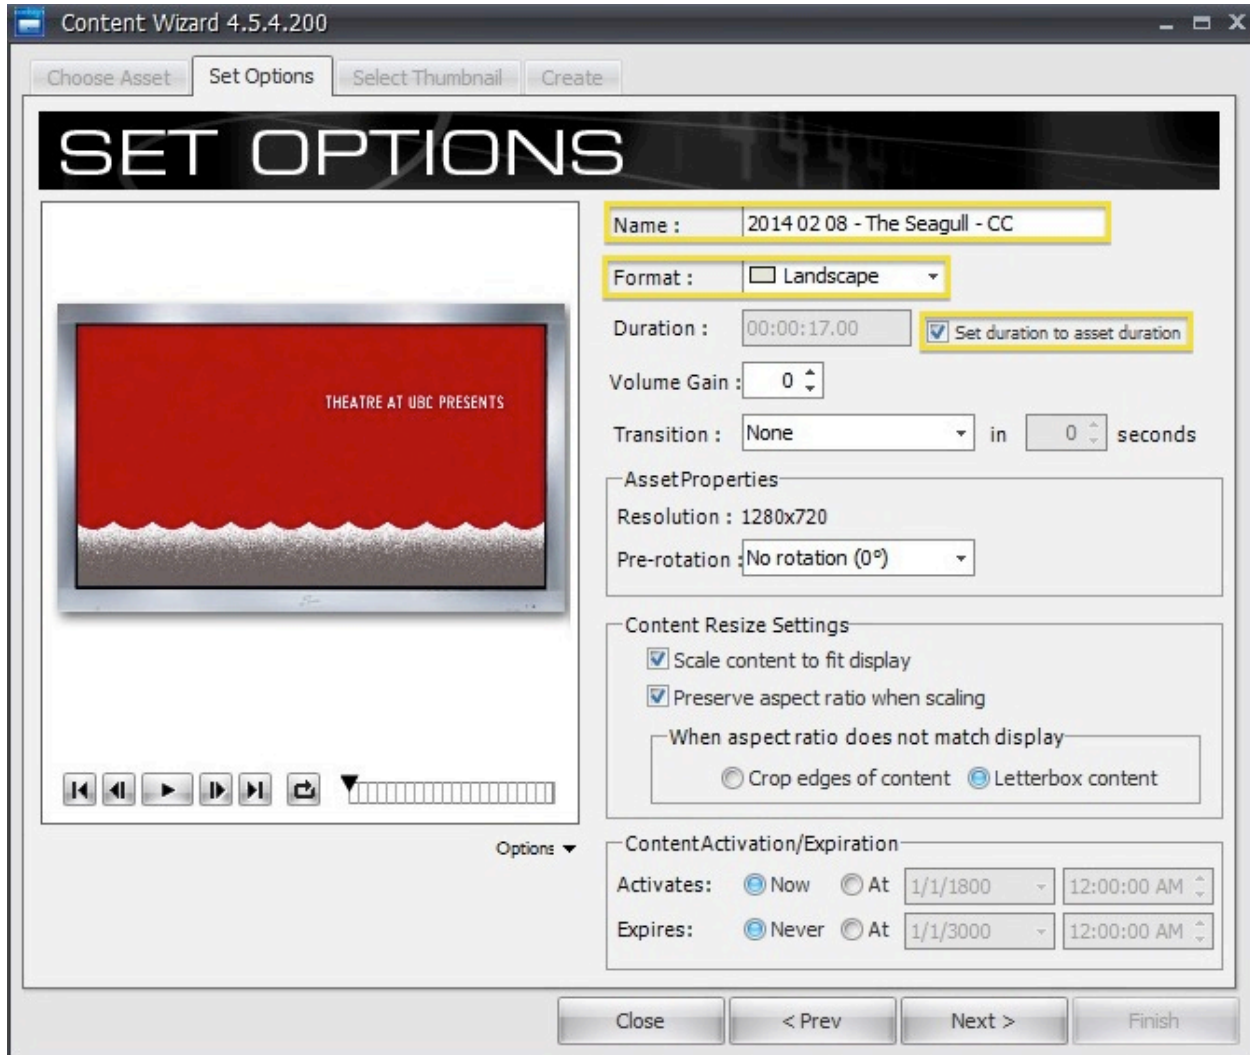 Content Wizard 4.5.4.200
Choose Asset Set Options Select Thumbnail Create
SET OPTIONS
Name : 2014 02 08 - The Seagull - CC
Format : Landscape
Duration : 00:00:17.00 Set duration to asset duration
Volume Gain : 0
Transition : None in 0 seconds
THEATRE AT UBC PRESENTS
Asset Properties
Resolution : 1280x720
Pre-rotation : No rotation (0°)
Content Resize Settings
Scale content to fit display
Preserve aspect ratio when scaling
When aspect ratio does not match display
Crop edges of content Letterbox content
Options
Content Activation/Expiration
Activates: Now At 1/1/1800 12:00:00 AM
Expires: Never At 1/1/3000 12:00:00 AM
Close < Prev Next > Finish